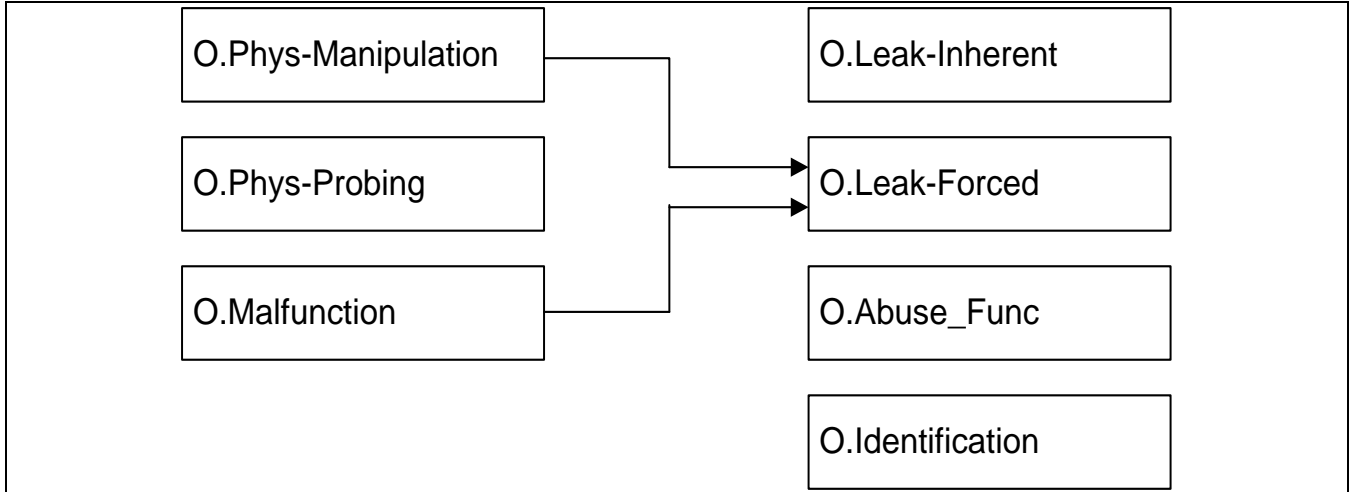 O.Phys-Manipulation
O.Leak-Inherent
O.Phys-Probing
O.Leak-Forced
O.Malfunction
O.Abuse_Func
O.Identification